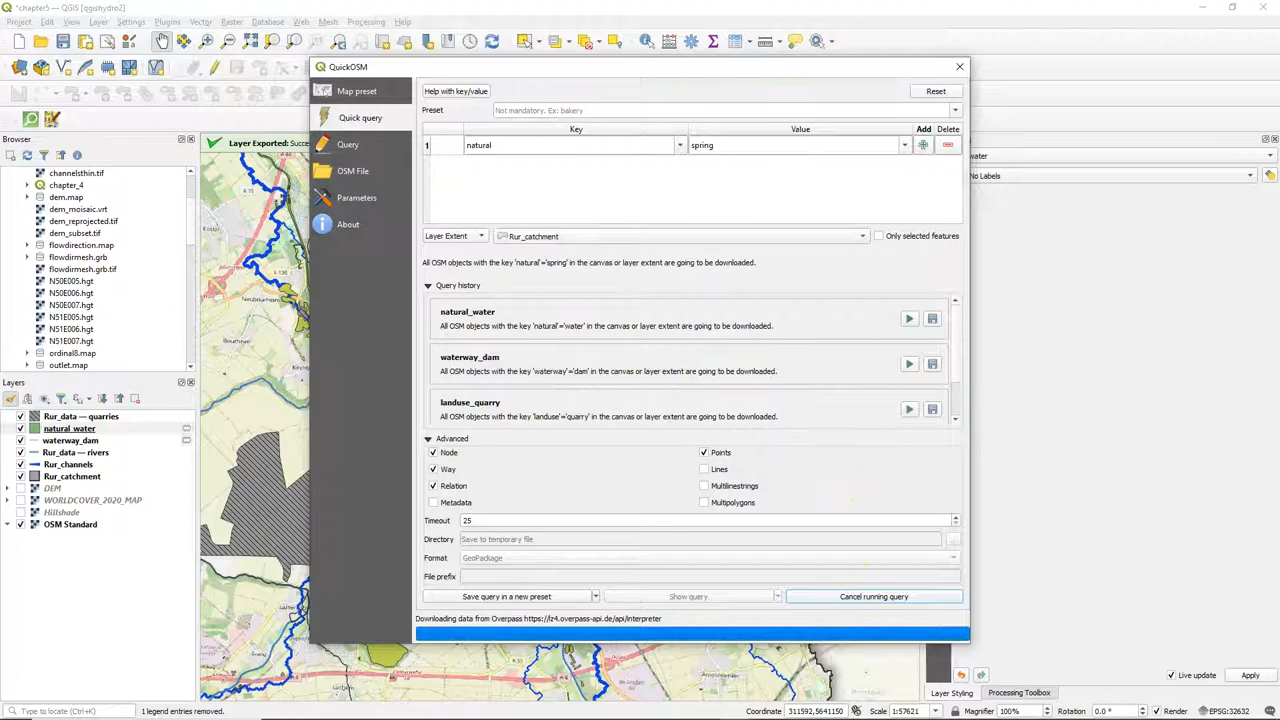 *chapter5 — QGIS [qgishydro2]
Project Edit View Layer Settings Plugins Vector Raster Database Web Mesh Processing Help
QuickOSM
Map preset
Quick query
Query
OSM File
Parameters
About
Help with key/value
Reset
Preset
Not mandatory. Ex: bakery
Key
Value
Add
Delete
1
natural
spring
Layer Extent
Rur_catchment
Only selected features
All OSM objects with the key 'natural'='spring' in the canvas or layer extent are going to be downloaded.
Query history
natural_water
All OSM objects with the key 'natural'='water' in the canvas or layer extent are going to be downloaded.
waterway_dam
All OSM objects with the key 'waterway'='dam' in the canvas or layer extent are going to be downloaded.
landuse_quarry
All OSM objects with the key 'landuse'='quarry' in the canvas or layer extent are going to be downloaded.
Advanced
Node
Points
Way
Lines
Relation
Multilinestrings
Metadata
Multipolygons
Timeout
25
Directory
Save to temporary file
Format
GeoPackage
File prefix
Save query in a new preset
Show query
Cancel running query
Downloading data from Overpass https://lz4.overpass-api.de/api/interpreter
Browser
channelsthin.tif
chapter_4
dem.map
dem_moisaic.vrt
dem_reprojected.tif
dem_subset.tif
flowdirection.map
flowdirmesh.grb
flowdirmesh.grb.tif
N50E005.hgt
N50E006.hgt
N50E007.hgt
N51E005.hgt
N51E006.hgt
N51E007.hgt
ordinal8.map
outlet.map
Layers
Rur_data — quarries
natural_water
waterway_dam
Rur_data — rivers
Rur_channels
Rur_catchment
DEM
WORLDCOVER_2020_MAP
Hillshade
OSM Standard
Layer Exported: Succe
water
No Labels
Live update
Apply
Layer Styling
Processing Toolbox
Type to locate (Ctrl+K)
1 legend entries removed.
Coordinate 311592,5641150
Scale 1:57621
Magnifier 100%
Rotation 0.0 °
Render
EPSG:32632